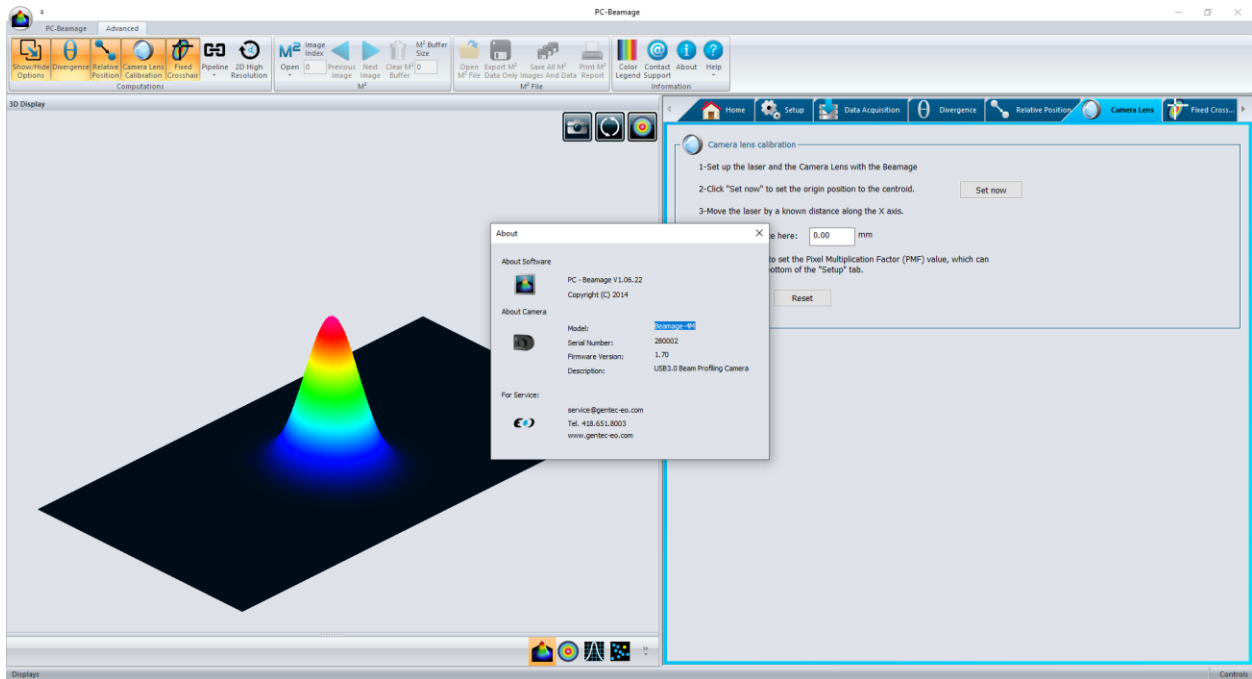 PC-Beamage
PC-Beamage Advanced
Show/Hide Options
Divergence
Relative Position
Camera Lens Calibration
Fixed Crosshair
Pipeline
2D High Resolution
Computations
M²
Open
Image Index
0
Previous Image
Next Image
Clear M² Buffer
M² Buffer Size
0
M²
Open M² File
Export M² Data Only
Save All M² Images And Data
Print M² Report
M² File
Color Legend
Contact Support
About
Help
Information
3D Display
Home
Setup
Data Acquisition
Divergence
Relative Position
Camera Lens
Fixed Cross...
Camera lens calibration
1-Set up the laser and the Camera Lens with the Beamage
2-Click "Set now" to set the origin position to the centroid.
Set now
3-Move the laser by a known distance along the X axis.
e here: 0.00 mm
to set the Pixel Multiplication Factor (PMF) value, which can
ottom of the "Setup" tab.
Reset
About
About Software
PC - Beamage V1.06.22
Copyright (C) 2014
About Camera
Model: Beamage-4M
Serial Number: 280002
Firmware Version: 1.70
Description: USB3.0 Beam Profiling Camera
For Service:
service@gentec-eo.com
Tel. 418.651.8003
www.gentec-eo.com
Displays
Controls